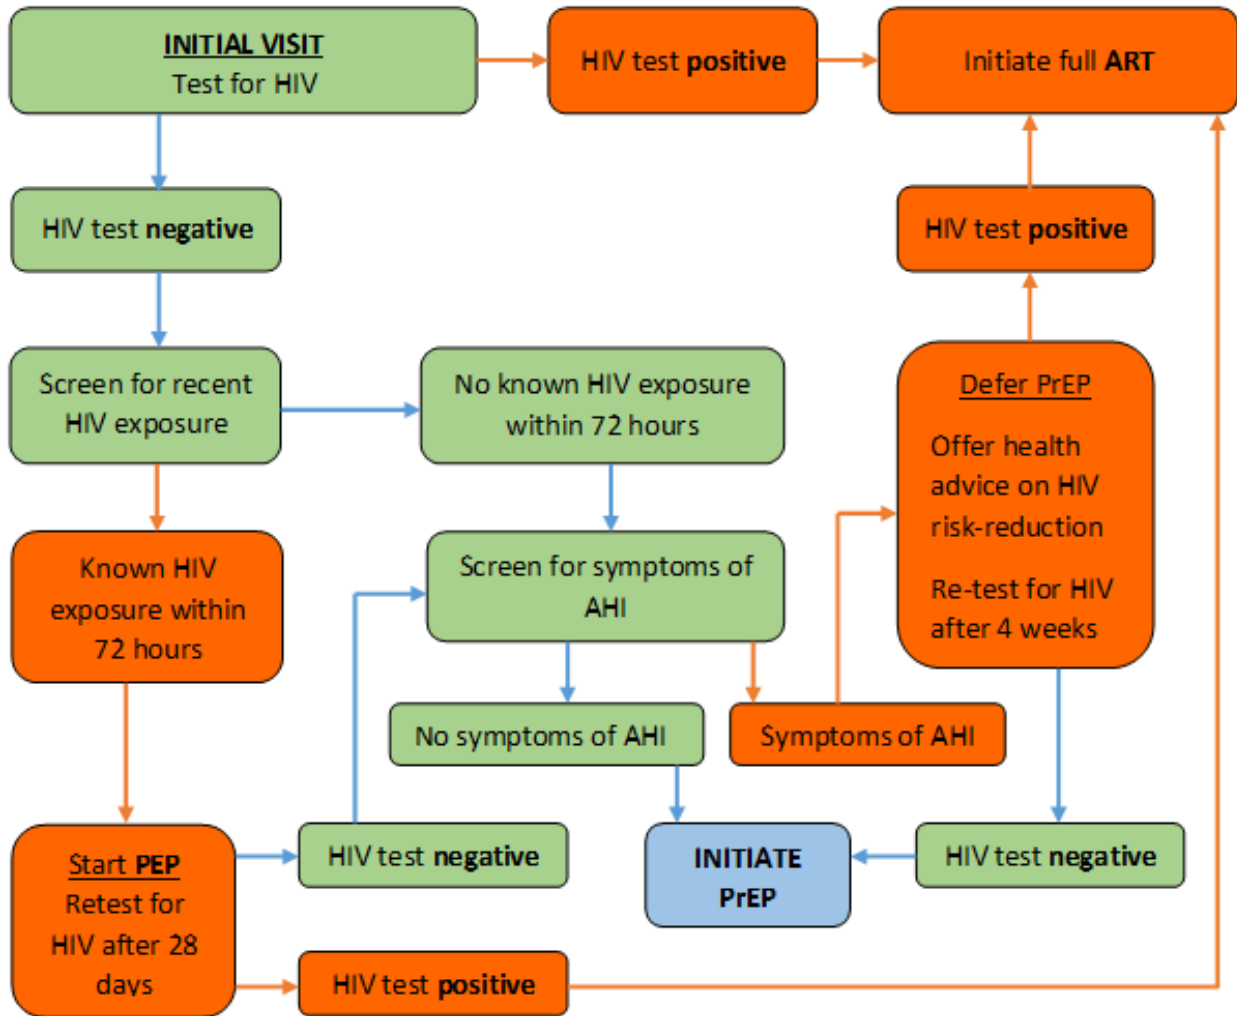 INITIAL VISIT
Test for HIV
HIV test positive
Initiate full ART
HIV test negative
HIV test positive
Screen for recent
HIV exposure
No known HIV exposure
within 72 hours
Defer PrEP
Offer health
advice on HIV
risk-reduction
Re-test for HIV
after 4 weeks
Known HIV
exposure within
72 hours
Screen for symptoms of
AHI
No symptoms of AHI
Symptoms of AHI
Start PEP
Retest for
HIV after 28
days
HIV test negative
INITIATE
PrEP
HIV test negative
HIV test positive